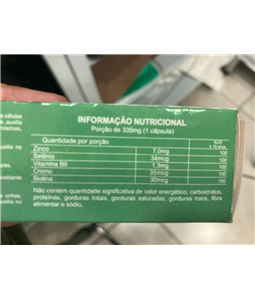 INFORMAÇÃO NUTRICIONAL
Porção de 335mg (1 cápsula)
Quantidade por porção
Zinco 7,0mg 100
Selênio 34mcg 100
Vitamina B6 1,3mg 100
Cromo 35mcg 100
Biotina 30mcg 100
Não contém quantidade significativa de valor energético, carboidratos,
proteínas, gorduras totais, gorduras saturadas, gorduras trans, fibra
alimentar e sódio.